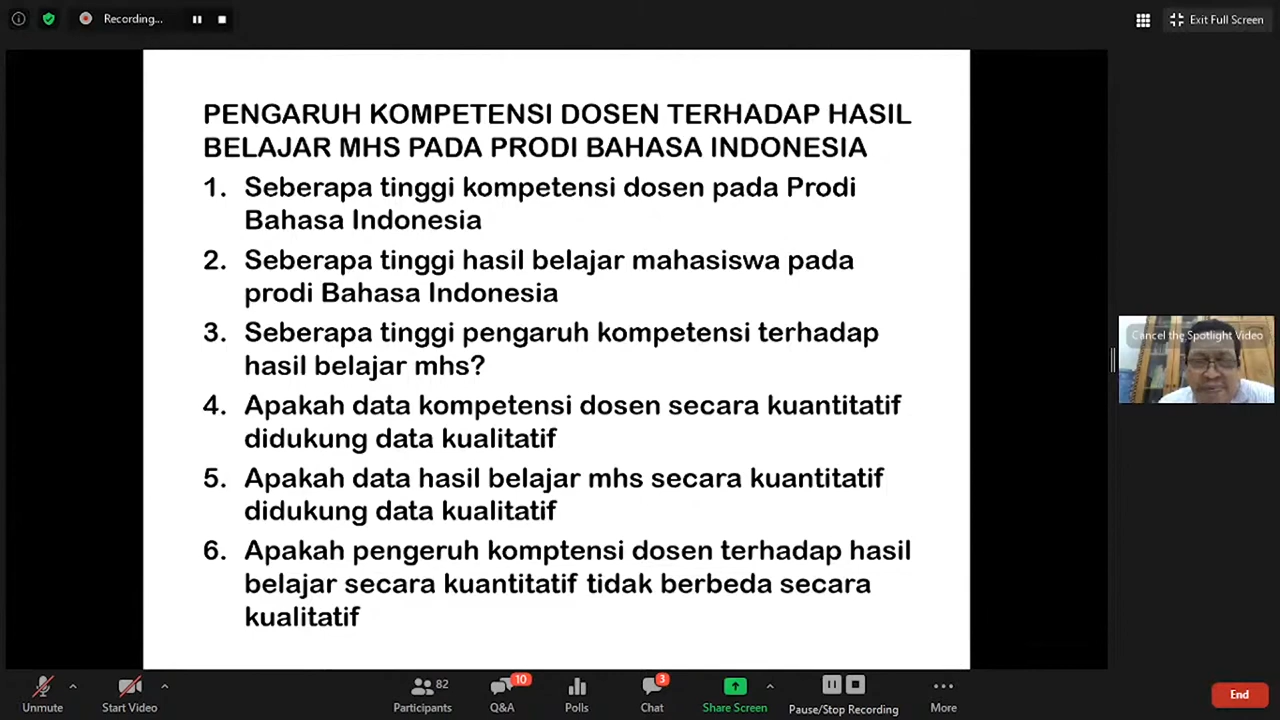 Recording...
Exit Full Screen
PENGARUH KOMPETENSI DOSEN TERHADAP HASIL
BELAJAR MHS PADA PRODI BAHASA INDONESIA
1. Seberapa tinggi kompetensi dosen pada Prodi
Bahasa Indonesia
2. Seberapa tinggi hasil belajar mahasiswa pada
prodi Bahasa Indonesia
3. Seberapa tinggi pengaruh kompetensi terhadap
hasil belajar mhs?
4. Apakah data kompetensi dosen secara kuantitatif
didukung data kualitatif
5. Apakah data hasil belajar mhs secara kuantitatif
didukung data kualitatif
6. Apakah pengeruh komptensi dosen terhadap hasil
belajar secara kuantitatif tidak berbeda secara
kualitatif
Cancel the Spotlight Video
Unmute
Start Video
82
Participants
10
Q&A
Polls
3
Chat
Share Screen
Pause/Stop Recording
More
End